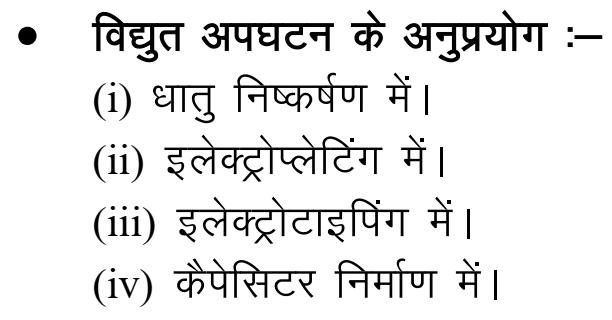 • विद्युत अपघटन के अनुप्रयोग :–
(i) धातु निष्कर्षण में।
(ii) इलेक्ट्रोप्लेटिंग में।
(iii) इलेक्ट्रोटाइपिंग में।
(iv) कैपेसिटर निर्माण में।